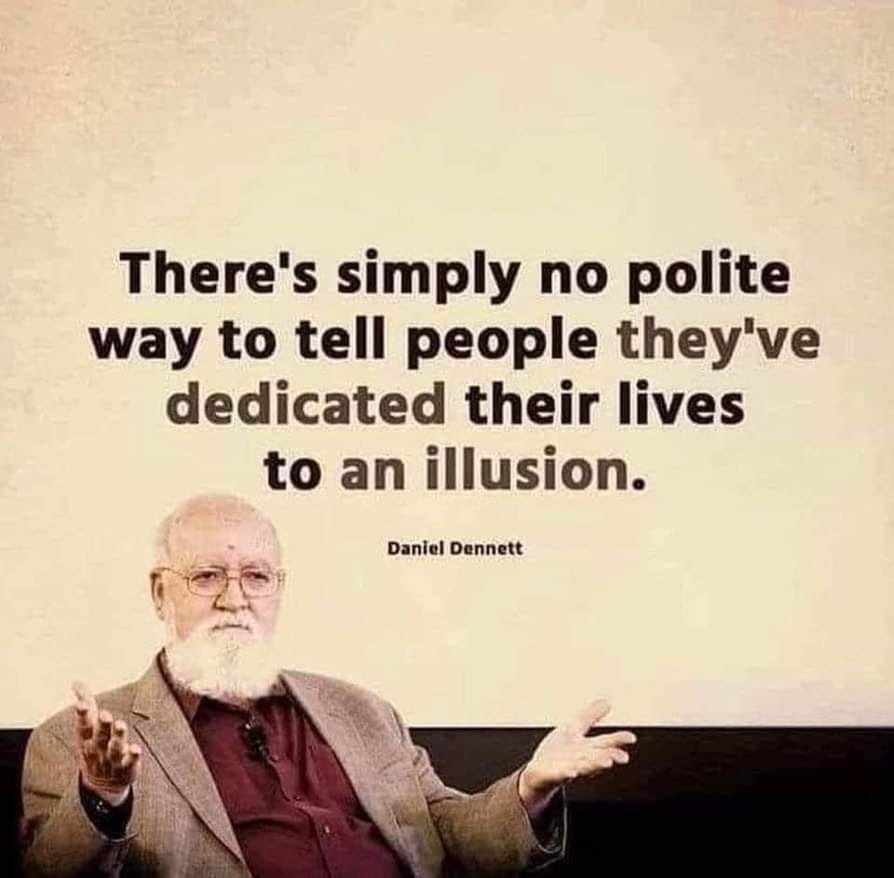 There's simply no polite
way to tell people they've
dedicated their lives
to an illusion.
Daniel Dennett